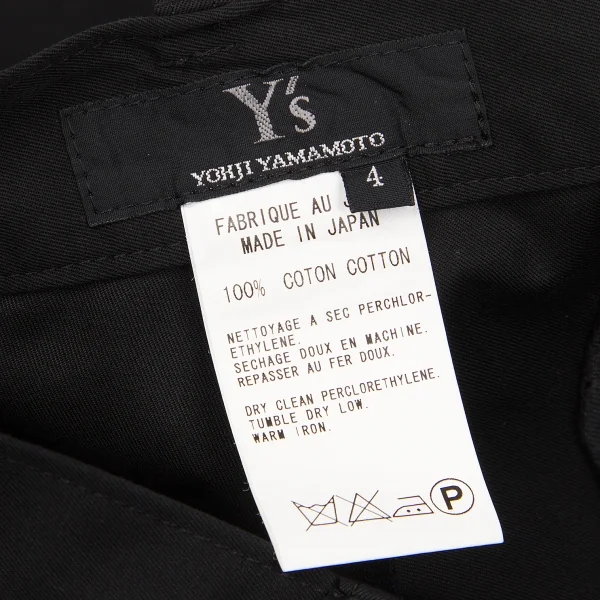 Y's
YOHJI YAMAMOTO
4
FABRIQUE AU
MADE IN JAPAN
100% COTON COTTON
NETTOYAGE A SEC PERCHLOR-
ETHYLENE.
SECHAGE DOUX EN MACHINE.
REPASSER AU FER DOUX.
DRY CLEAN PERCLORETHYLENE.
TUMBLE DRY LOW.
WARM IRON.
P